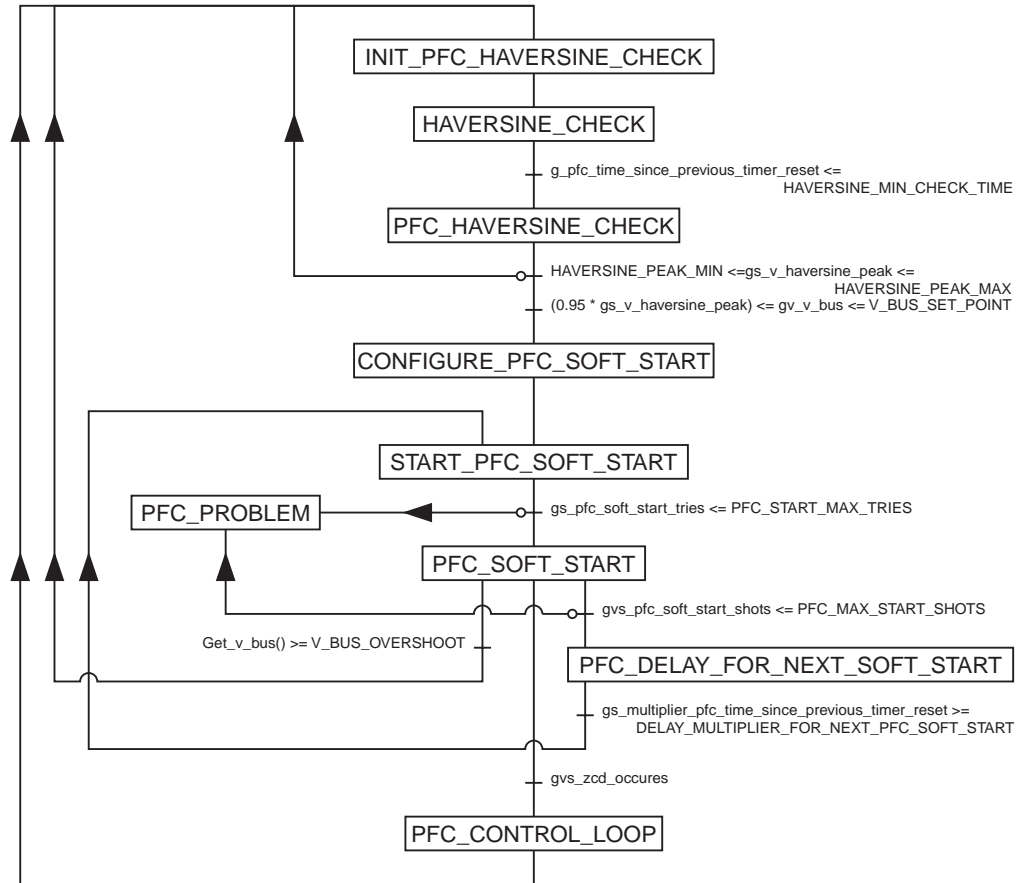 INIT_PFC_HAVERSINE_CHECK
HAVERSINE_CHECK
g_pfc_time_since_previous_timer_reset <=
HAVERSINE_MIN_CHECK_TIME
PFC_HAVERSINE_CHECK
HAVERSINE_PEAK_MIN <=gs_v_haversine_peak <=
HAVERSINE_PEAK_MAX
(0.95 * gs_v_haversine_peak) <= gv_v_bus <= V_BUS_SET_POINT
CONFIGURE_PFC_SOFT_START
START_PFC_SOFT_START
PFC_PROBLEM
gs_pfc_soft_start_tries <= PFC_START_MAX_TRIES
PFC_SOFT_START
gvs_pfc_soft_start_shots <= PFC_MAX_START_SHOTS
Get_v_bus() >= V_BUS_OVERSHOOT
PFC_DELAY_FOR_NEXT_SOFT_START
gs_multiplier_pfc_time_since_previous_timer_reset >=
DELAY_MULTIPLIER_FOR_NEXT_PFC_SOFT_START
gvs_zcd_occures
PFC_CONTROL_LOOP